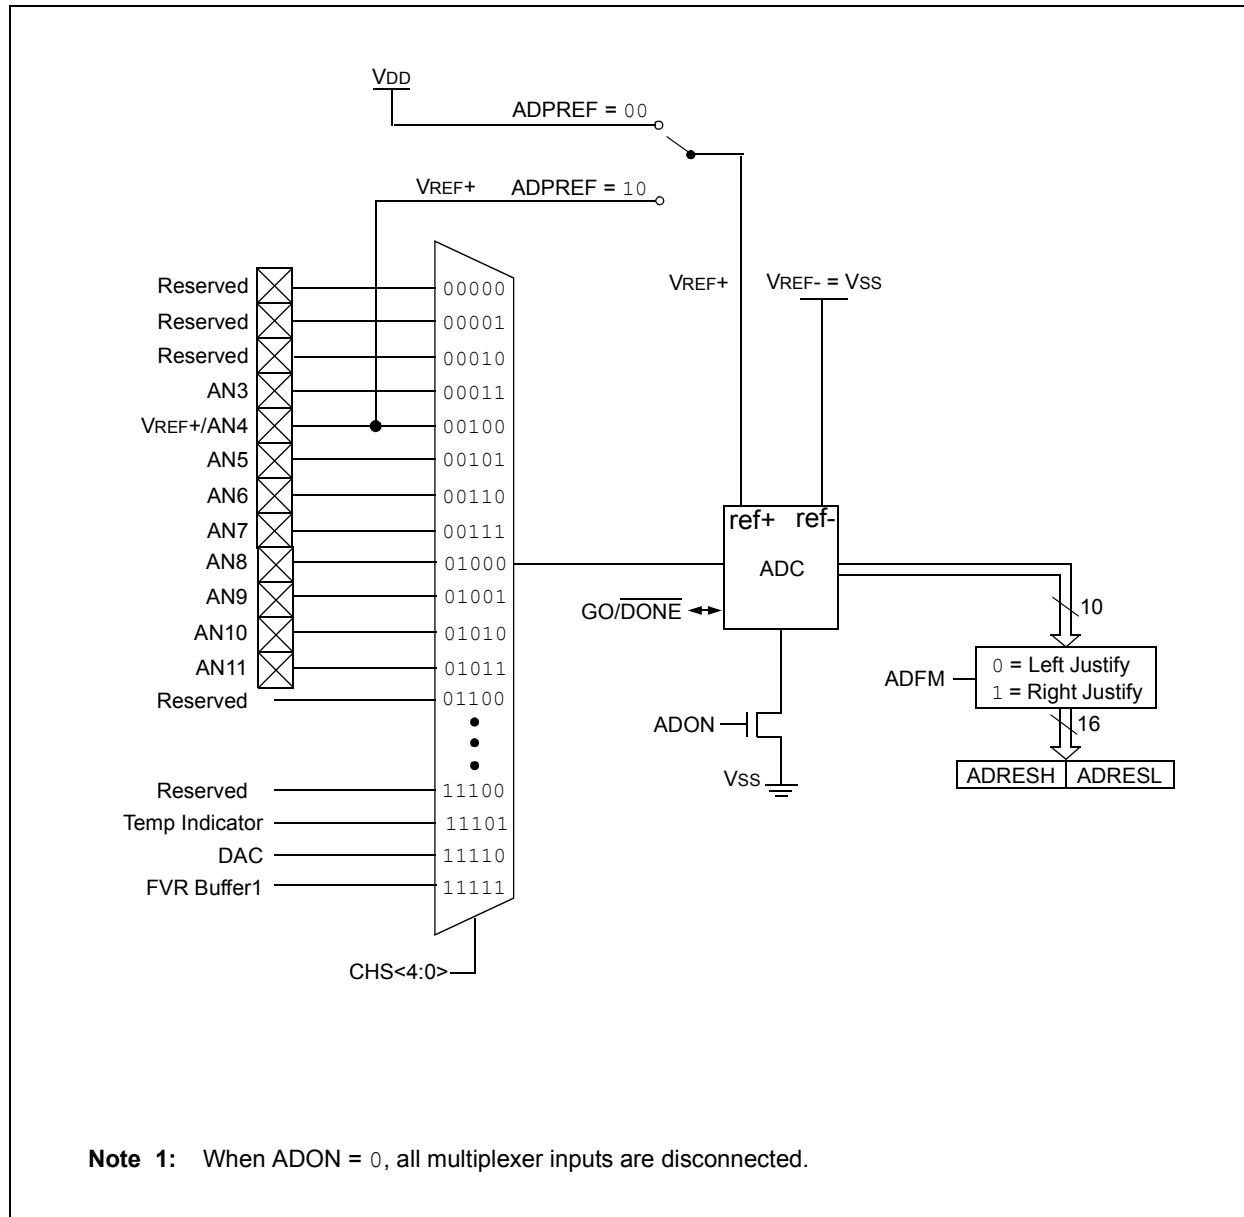 VDD
ADPREF = 00
VREF+ ADPREF = 10
Reserved 00000
Reserved 00001
Reserved 00010
AN3 00011
VREF+/AN4 00100
AN5 00101
AN6 00110
AN7 00111
AN8 01000
AN9 01001
AN10 01010
AN11 01011
Reserved 01100
Reserved 11100
Temp Indicator 11101
DAC 11110
FVR Buffer1 11111
CHS<4:0>
VREF+ VREF- = VSS
ref+ ref-
ADC
GO/DONE
ADON
VSS
10
ADFM
0 = Left Justify
1 = Right Justify
16
ADRESH ADRESL
Note 1: When ADON = 0, all multiplexer inputs are disconnected.